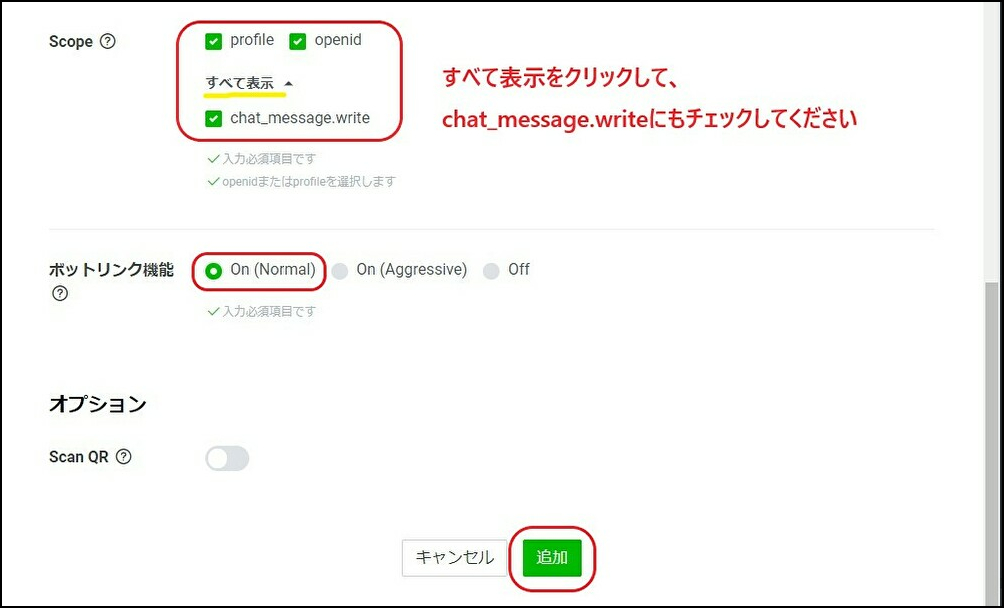 Scope ?
profile openid
すべて表示
chat_message.write
すべて表示をクリックして、
chat_message.writeにもチェックしてください
入力必須項目です
openidまたはprofileを選択します
ボットリンク機能
?
On (Normal) On (Aggressive) Off
入力必須項目です
オプション
Scan QR ?
キャンセル 追加